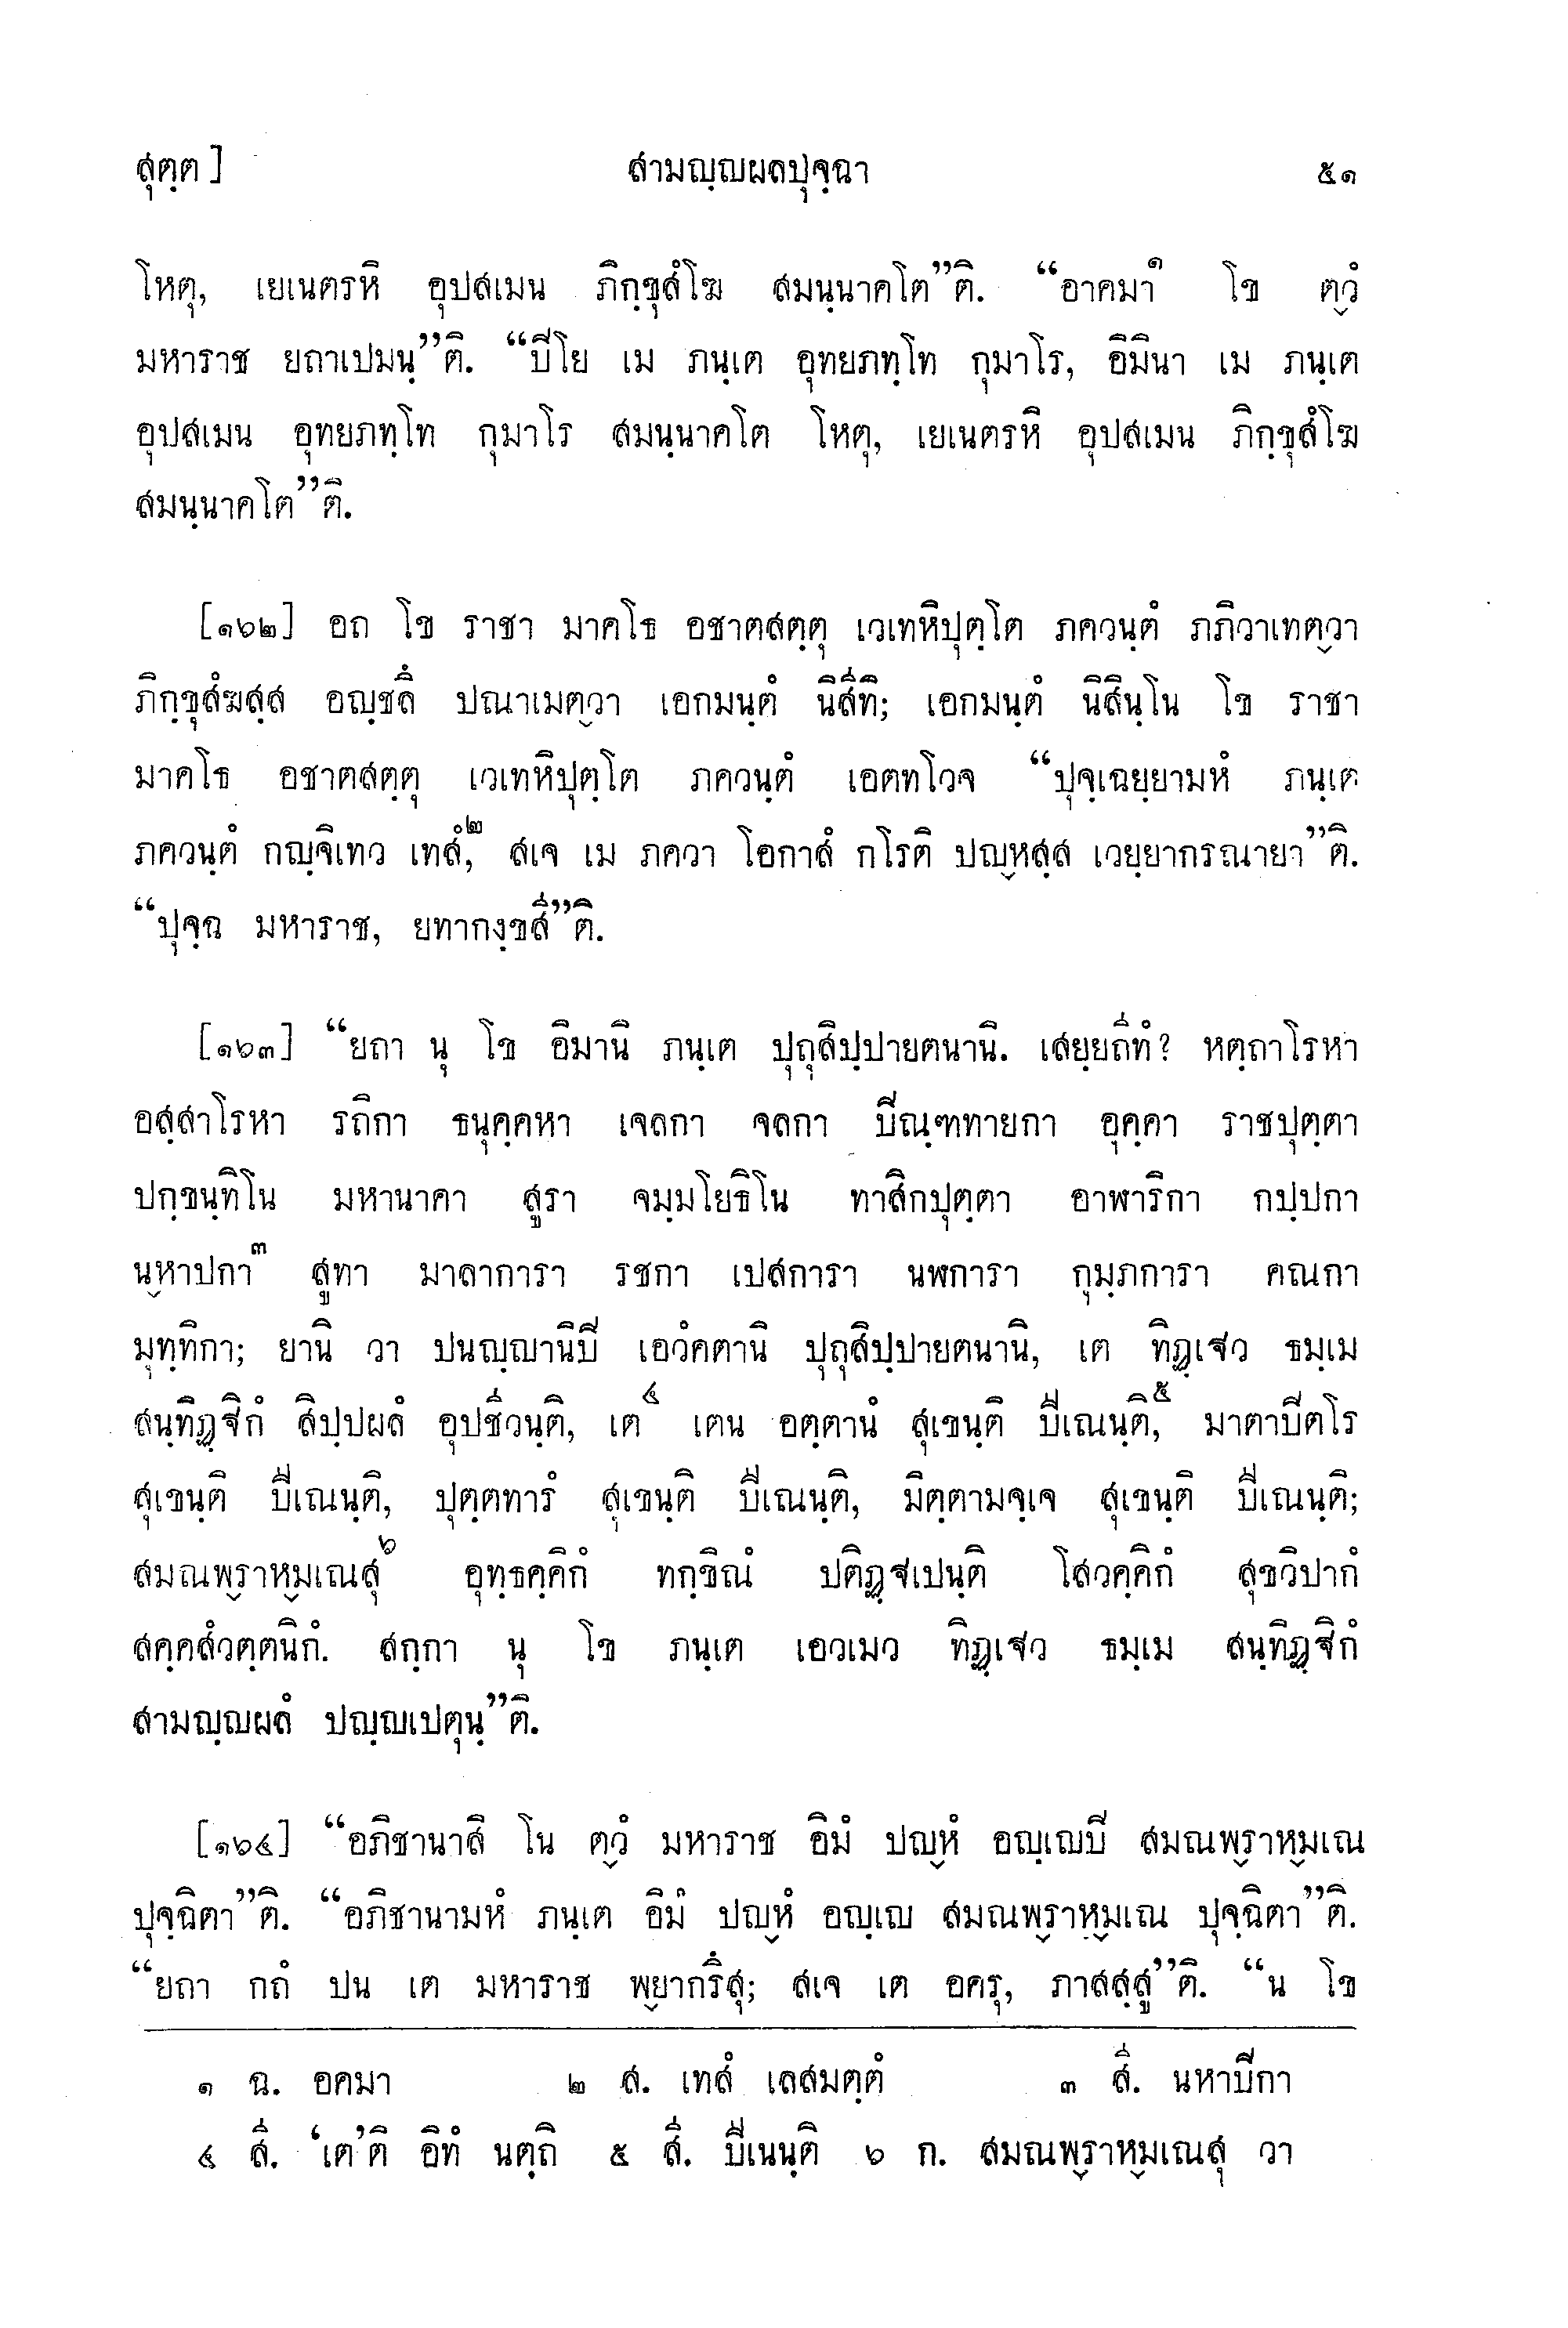 สุตฺต]	สามญฺญผลปุจฺฉา	๕๑
โหตุ, เยเนตรหิ อุปสเมน ภิกฺขุสํโฆ สมนฺนาคโต”ติ. “อาคมา๑ โข ตฺวํ
มหาราช ยถาเปมนฺ”ติ. “ปิโย เม ภนฺเต อุทยภทฺโท กุมาโร, อิมินา เม ภนฺเต
อุปสเมน อุทยภทฺโท กุมาโร สมนฺนาคโต โหตุ, เยเนตรหิ อุปสเมน ภิกฺขุสํโฆ
สมนฺนาคโต”ติ.
[๑๖๒] อถ โข ราชา มาคโธ อชาตสตฺตุ เวเทหิปุตฺโต ภควนฺตํ ภภิวาเทตฺวา
ภิกฺขุสํฆสฺส อญฺชลึ ปณาเมตฺวา เอกมนฺตํ นิสีทิ; เอกมนฺตํ นิสินฺโน โข ราชา
มาคโธ อชาตสตฺตุ เวเทหิปุตฺโต ภควนฺตํ เอตทโวจ “ปุจฺเฉยฺยามหํ ภนฺเต
ภควนฺตํ กญฺจิเทว เทสํ,๒ สเจ เม ภควา โอกาสํ กโรติ ปญฺหสฺส เวยฺยากรณายา”ติ.
“ปุจฺฉ มหาราช, ยทากงฺขสี”ติ.
[๑๖๓] “ยถา นุ โข อิมานิ ภนฺเต ปุถุสิปฺปายตนานิ. เสยฺยถีทํ? หตฺถาโรหา
อสฺสาโรหา รถิกา ธนุคฺคหา เจลกา จลกา ปิณฺฑทายกา อุคฺคา ราชปุตฺตา
ปกฺขนฺทิโน มหานาคา สูรา จมฺมโยธิโน ทาสิกปุตฺตา อาฬาริกา กปฺปกา
นฺหาปกา๓ สูทา มาลาการา รชกา เปสการา นฬการา กุมฺภการา คณกา
มุทฺทิกา; ยานิ วา ปนญฺญานิปิ เอวํคตานิ ปุถุสิปฺปายตนานิ, เต ทิฏฺเฐว ธมฺเม
สนฺทิฏฺฐิกํ สิปฺปผลํ อุปชีวนฺติ, เต๔ เตน อตฺตานํ สุเขนฺติ ปีเณนฺติ,๕ มาตาปิตโร
สุเขนฺติ ปีเณนฺติ, ปุตฺตทารํ สุเขนฺติ ปีเณนฺติ, มิตฺตามจฺเจ สุเขนฺติ ปีเณนฺติ;
สมณพฺราหฺมเณสุ๖ อุทฺธคฺคิกํ ทกฺขิณํ ปติฏฺฐเปนฺติ โสวคฺคิกํ สุขวิปากํ
สคฺคสํวตฺตนิกํ. สกฺกา นุ โข ภนฺเต เอวเมว ทิฏฺเฐว ธมฺเม สนฺทิฏฺฐิกํ
สามญฺญผลํ ปญฺญเปตุนฺ”ติ.
[๑๖๔] “อภิชานาสิ โน ตฺวํ มหาราช อิมํ ปญฺหํ อญฺเญปิ สมณพฺราหฺมเณ
ปุจฺฉิตา”ติ. “อภิชานามหํ ภนฺเต อิมํ ปญฺหํ อญฺเญ สมณพฺราหฺมเณ ปุจฺฉิตา”ติ.
“ยถา กถํ ปน เต มหาราช พฺยากรึสุ; สเจ เต อครุ, ภาสสฺสู”ติ. “น โข
๑ ฉ. อคมา	๒ ส. เทสํ เลสมตฺตํ	๓ สี. นหาปิกา
๔ สี. ‘เต’ติ อิทํ นตฺถิ ๕ สี. ปีเนนฺติ ๖ ก. สมณพฺราหฺมเณสุ วา